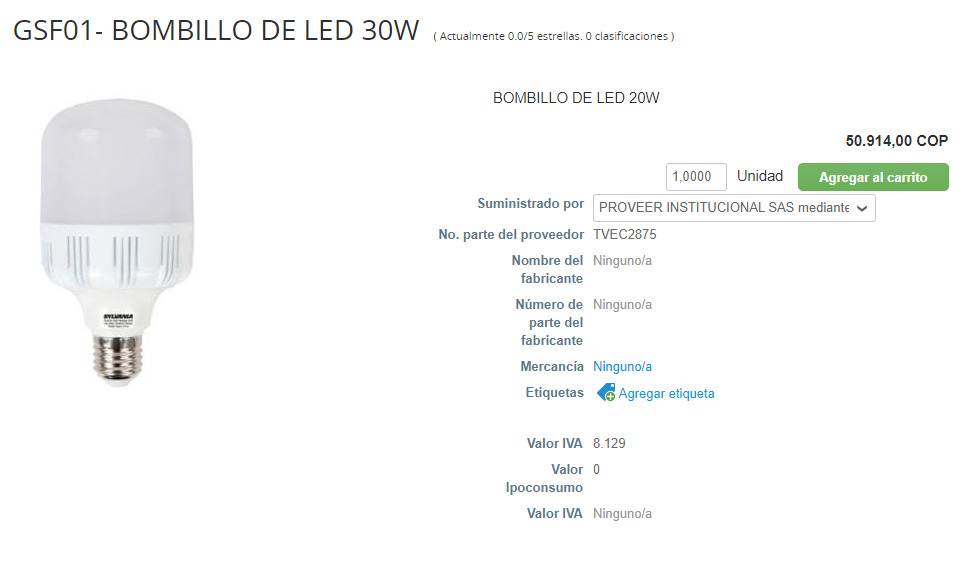 GSF01- BOMBILLO DE LED 30W ( Actualmente 0.0/5 estrellas. 0 clasificaciones )
BOMBILLO DE LED 20W
50.914,00 COP
1,0000 Unidad Agregar al carrito
Suministrado por PROVEER INSTITUCIONAL SAS mediante
No. parte del proveedor TVEC2875
Nombre del Ninguno/a
fabricante
Número de Ninguno/a
parte del
fabricante
Mercancía Ninguno/a
Etiquetas Agregar etiqueta
Valor IVA 8.129
Valor 0
Ipoconsumo
Valor IVA Ninguno/a
SYLVANIA